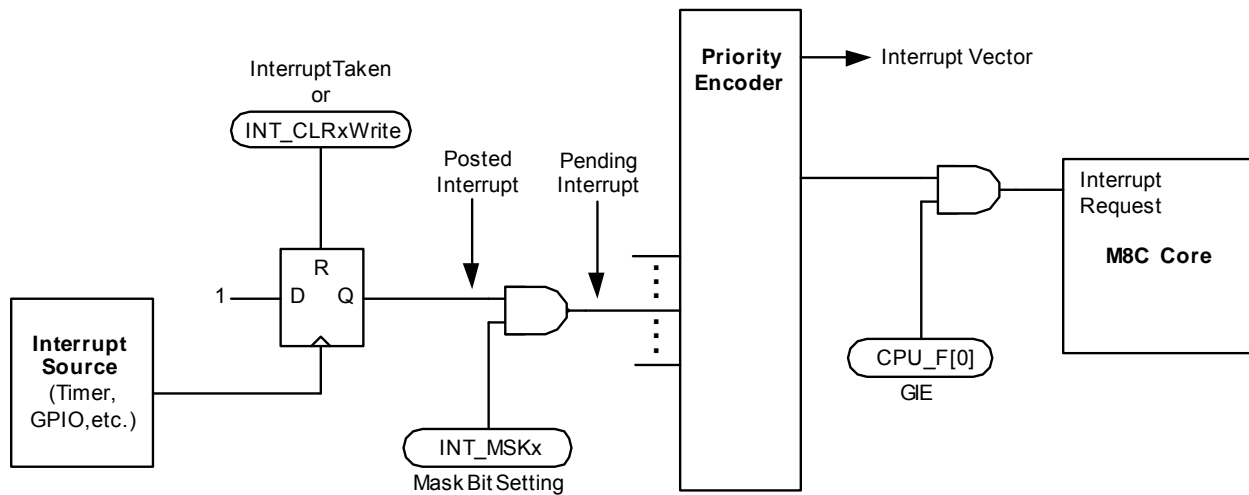 InterruptTaken
or
INT_CLRxWrite
R
1
D
Q
Interrupt
Source
(Timer,
GPIO,etc.)
Posted
Interrupt
Pending
Interrupt
INT_MSKx
Mask Bit Setting
Priority
Encoder
Interrupt Vector
CPU_F[0]
GIE
Interrupt
Request
M8C Core